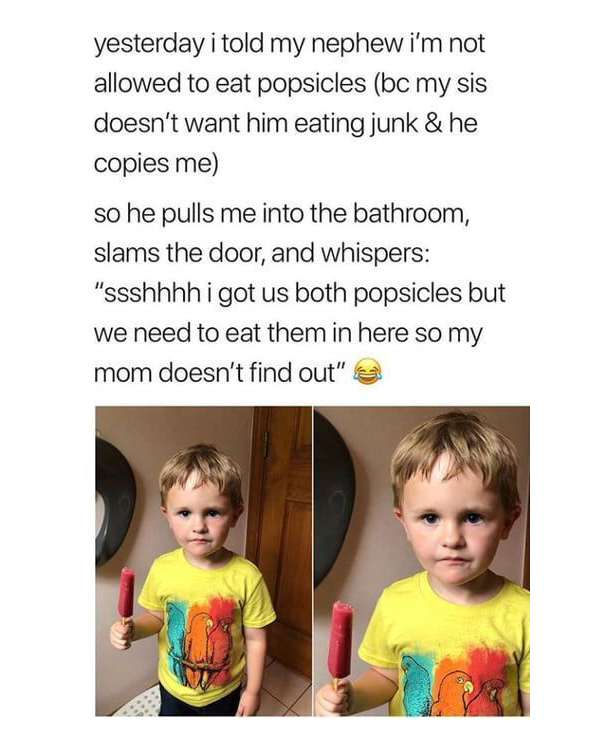 yesterday i told my nephew i'm not
allowed to eat popsicles (bc my sis
doesn't want him eating junk & he
copies me)
so he pulls me into the bathroom,
slams the door, and whispers:
"ssshhhh i got us both popsicles but
we need to eat them in here so my
mom doesn't find out" 😂